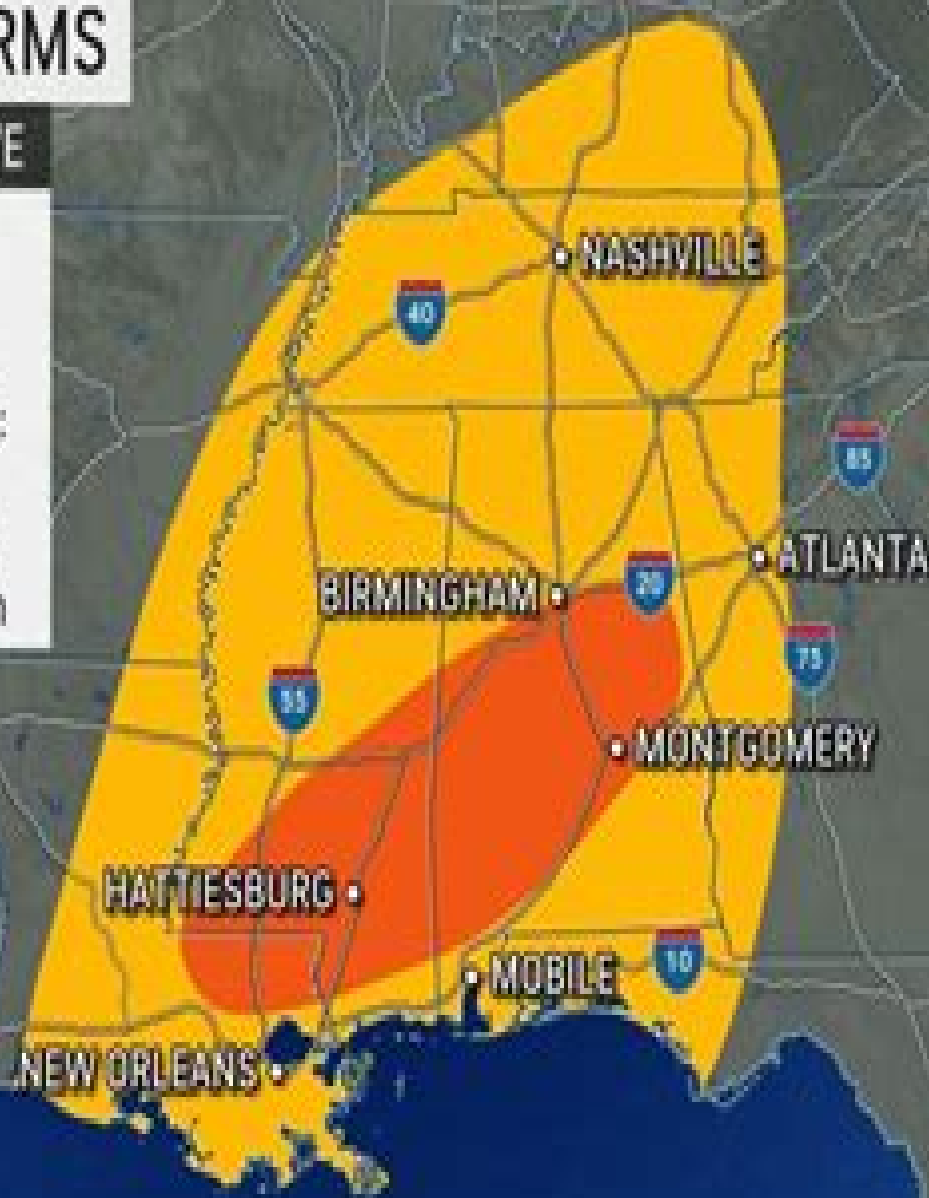 RMS
E
NASHVILLE
40
85
ATLANTA
20
BIRMINGHAM
75
55
MONTGOMERY
HATTIESBURG
MOBILE
10
NEW ORLEANS